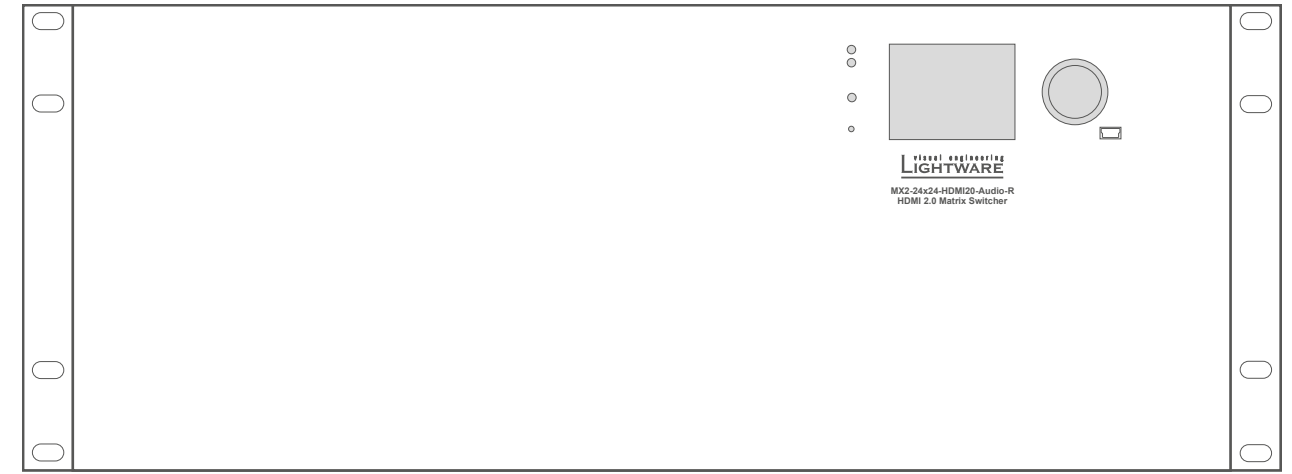 visual engineering
LIGHTWARE
MX2-24x24-HDMI20-Audio-R
HDMI 2.0 Matrix Switcher